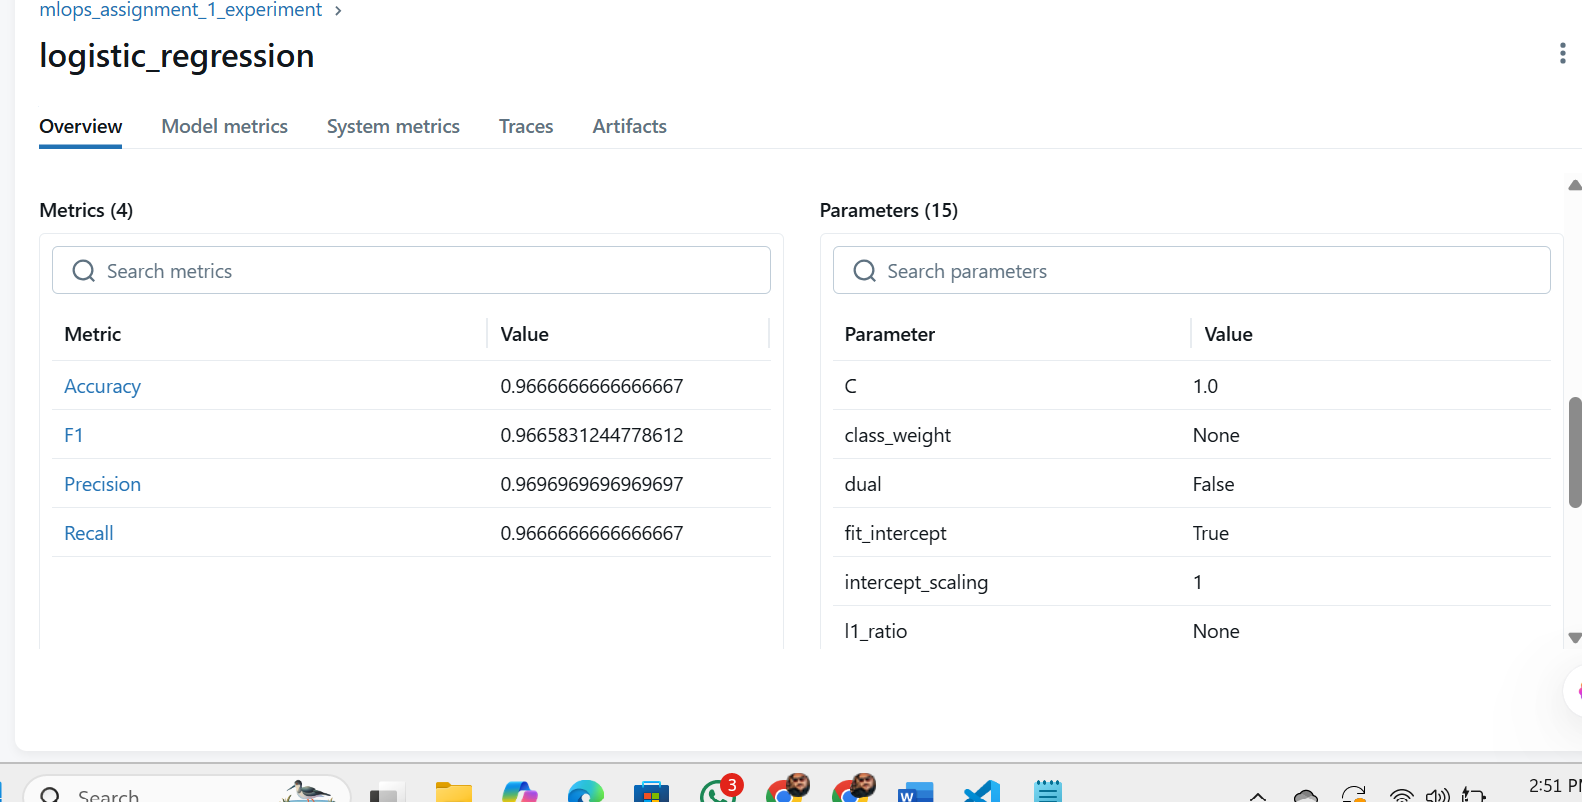 mlops_assignment_1_experiment ›
logistic_regression
Overview Model metrics System metrics Traces Artifacts
Metrics (4)
Search metrics
Metric Value
Accuracy 0.9666666666666667
F1 0.9665831244778612
Precision 0.9696969696969697
Recall 0.9666666666666667
Parameters (15)
Search parameters
Parameter Value
C 1.0
class_weight None
dual False
fit_intercept True
intercept_scaling 1
l1_ratio None
Search
3
W
2:51 PM